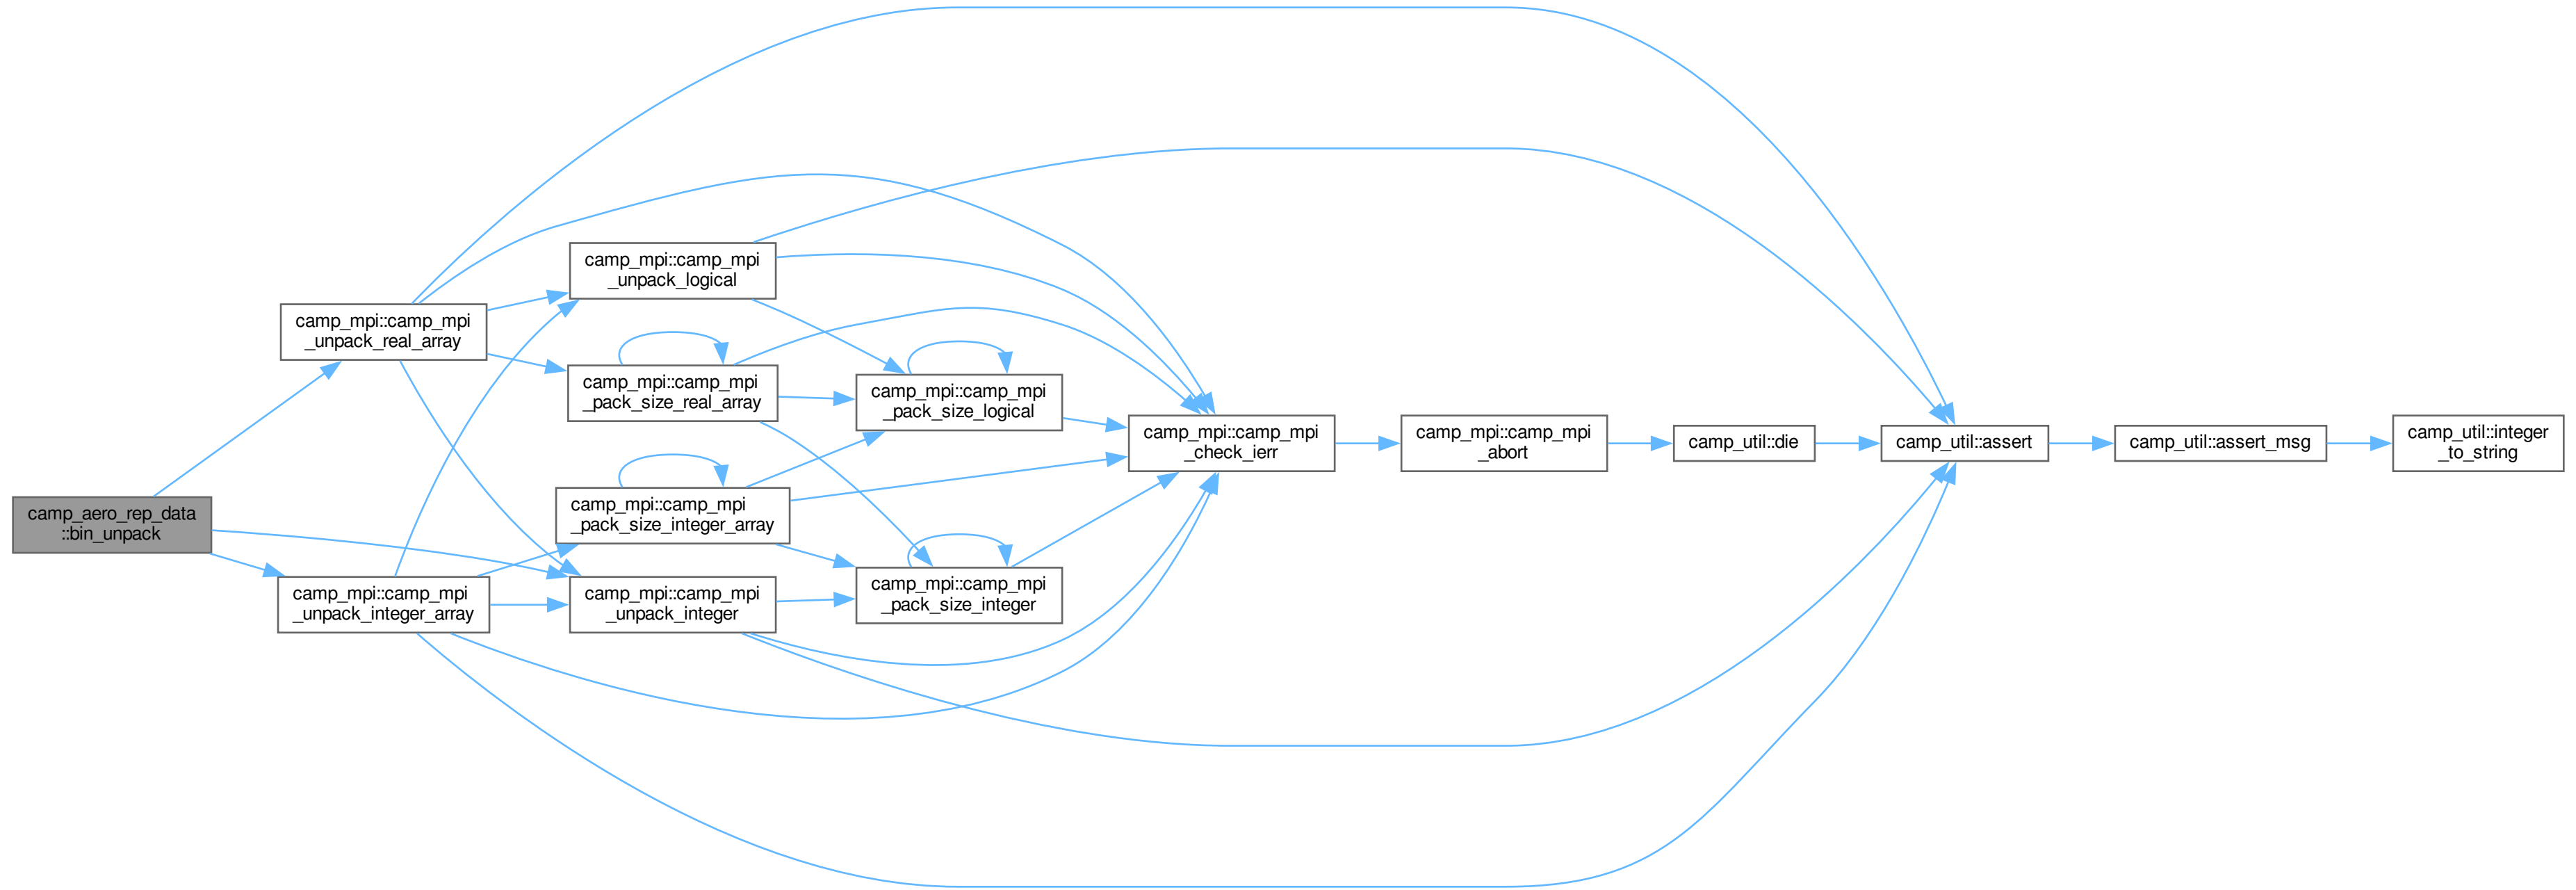 camp_aero_rep_data
::bin_unpack
camp_mpi::camp_mpi
_unpack_real_array
camp_mpi::camp_mpi
_unpack_integer_array
camp_mpi::camp_mpi
_unpack_logical
camp_mpi::camp_mpi
_pack_size_real_array
camp_mpi::camp_mpi
_pack_size_integer_array
camp_mpi::camp_mpi
_unpack_integer
camp_mpi::camp_mpi
_pack_size_logical
camp_mpi::camp_mpi
_pack_size_integer
camp_mpi::camp_mpi
_check_ierr
camp_mpi::camp_mpi
_abort
camp_util::die
camp_util::assert
camp_util::assert_msg
camp_util::integer
_to_string